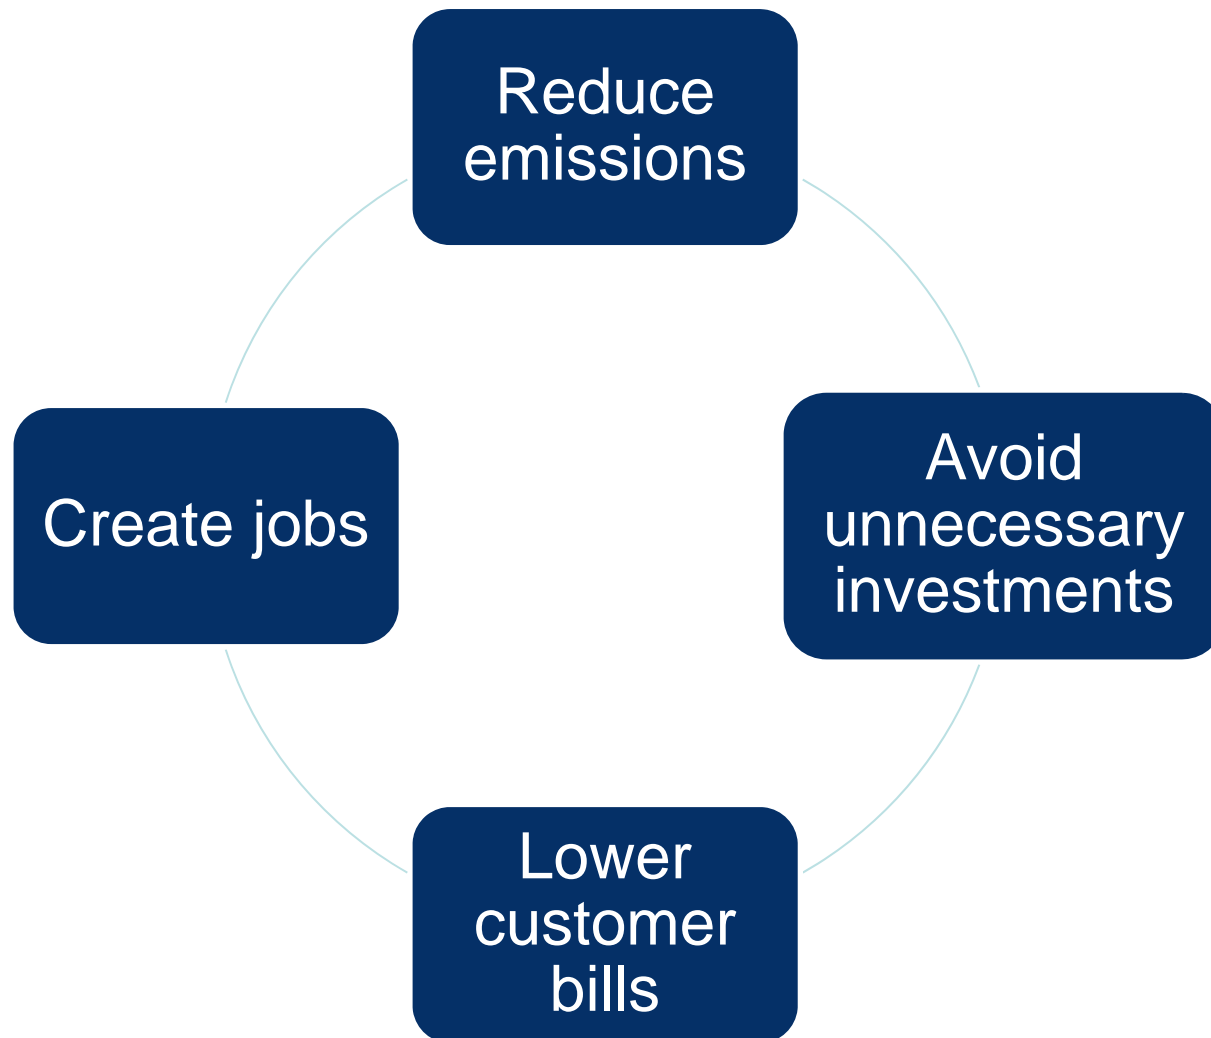 Reduce
emissions
Avoid
unnecessary
investments
Create jobs
Lower
customer
bills